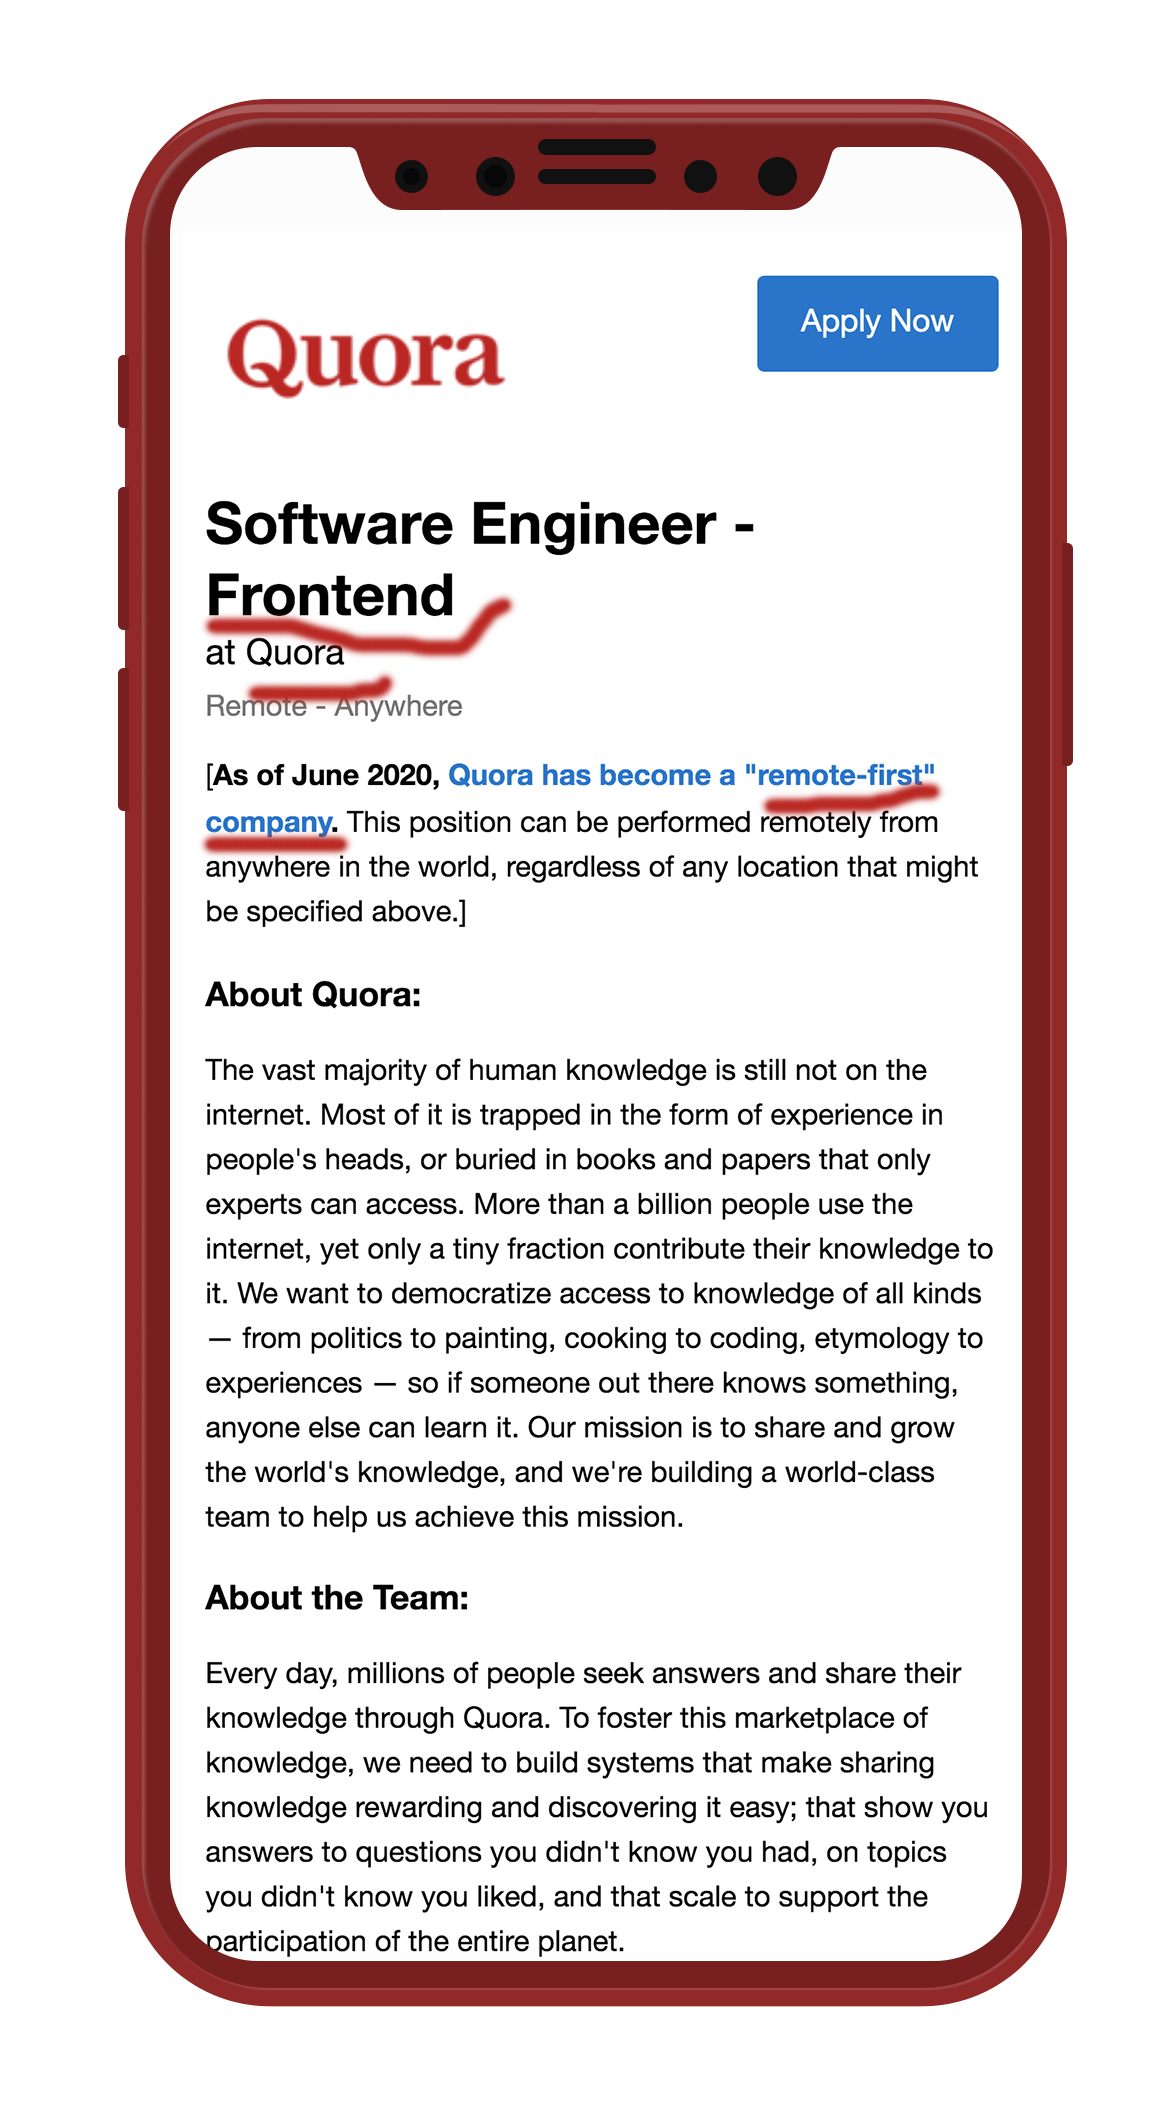 Quora
Apply Now
Software Engineer -
Frontend
at Quora
Remote - Anywhere
[As of June 2020, Quora has become a "remote-first"
company. This position can be performed remotely from
anywhere in the world, regardless of any location that might
be specified above.]
About Quora:
The vast majority of human knowledge is still not on the
internet. Most of it is trapped in the form of experience in
people's heads, or buried in books and papers that only
experts can access. More than a billion people use the
internet, yet only a tiny fraction contribute their knowledge to
it. We want to democratize access to knowledge of all kinds
— from politics to painting, cooking to coding, etymology to
experiences — so if someone out there knows something,
anyone else can learn it. Our mission is to share and grow
the world's knowledge, and we're building a world-class
team to help us achieve this mission.
About the Team:
Every day, millions of people seek answers and share their
knowledge through Quora. To foster this marketplace of
knowledge, we need to build systems that make sharing
knowledge rewarding and discovering it easy; that show you
answers to questions you didn't know you had, on topics
you didn't know you liked, and that scale to support the
participation of the entire planet.